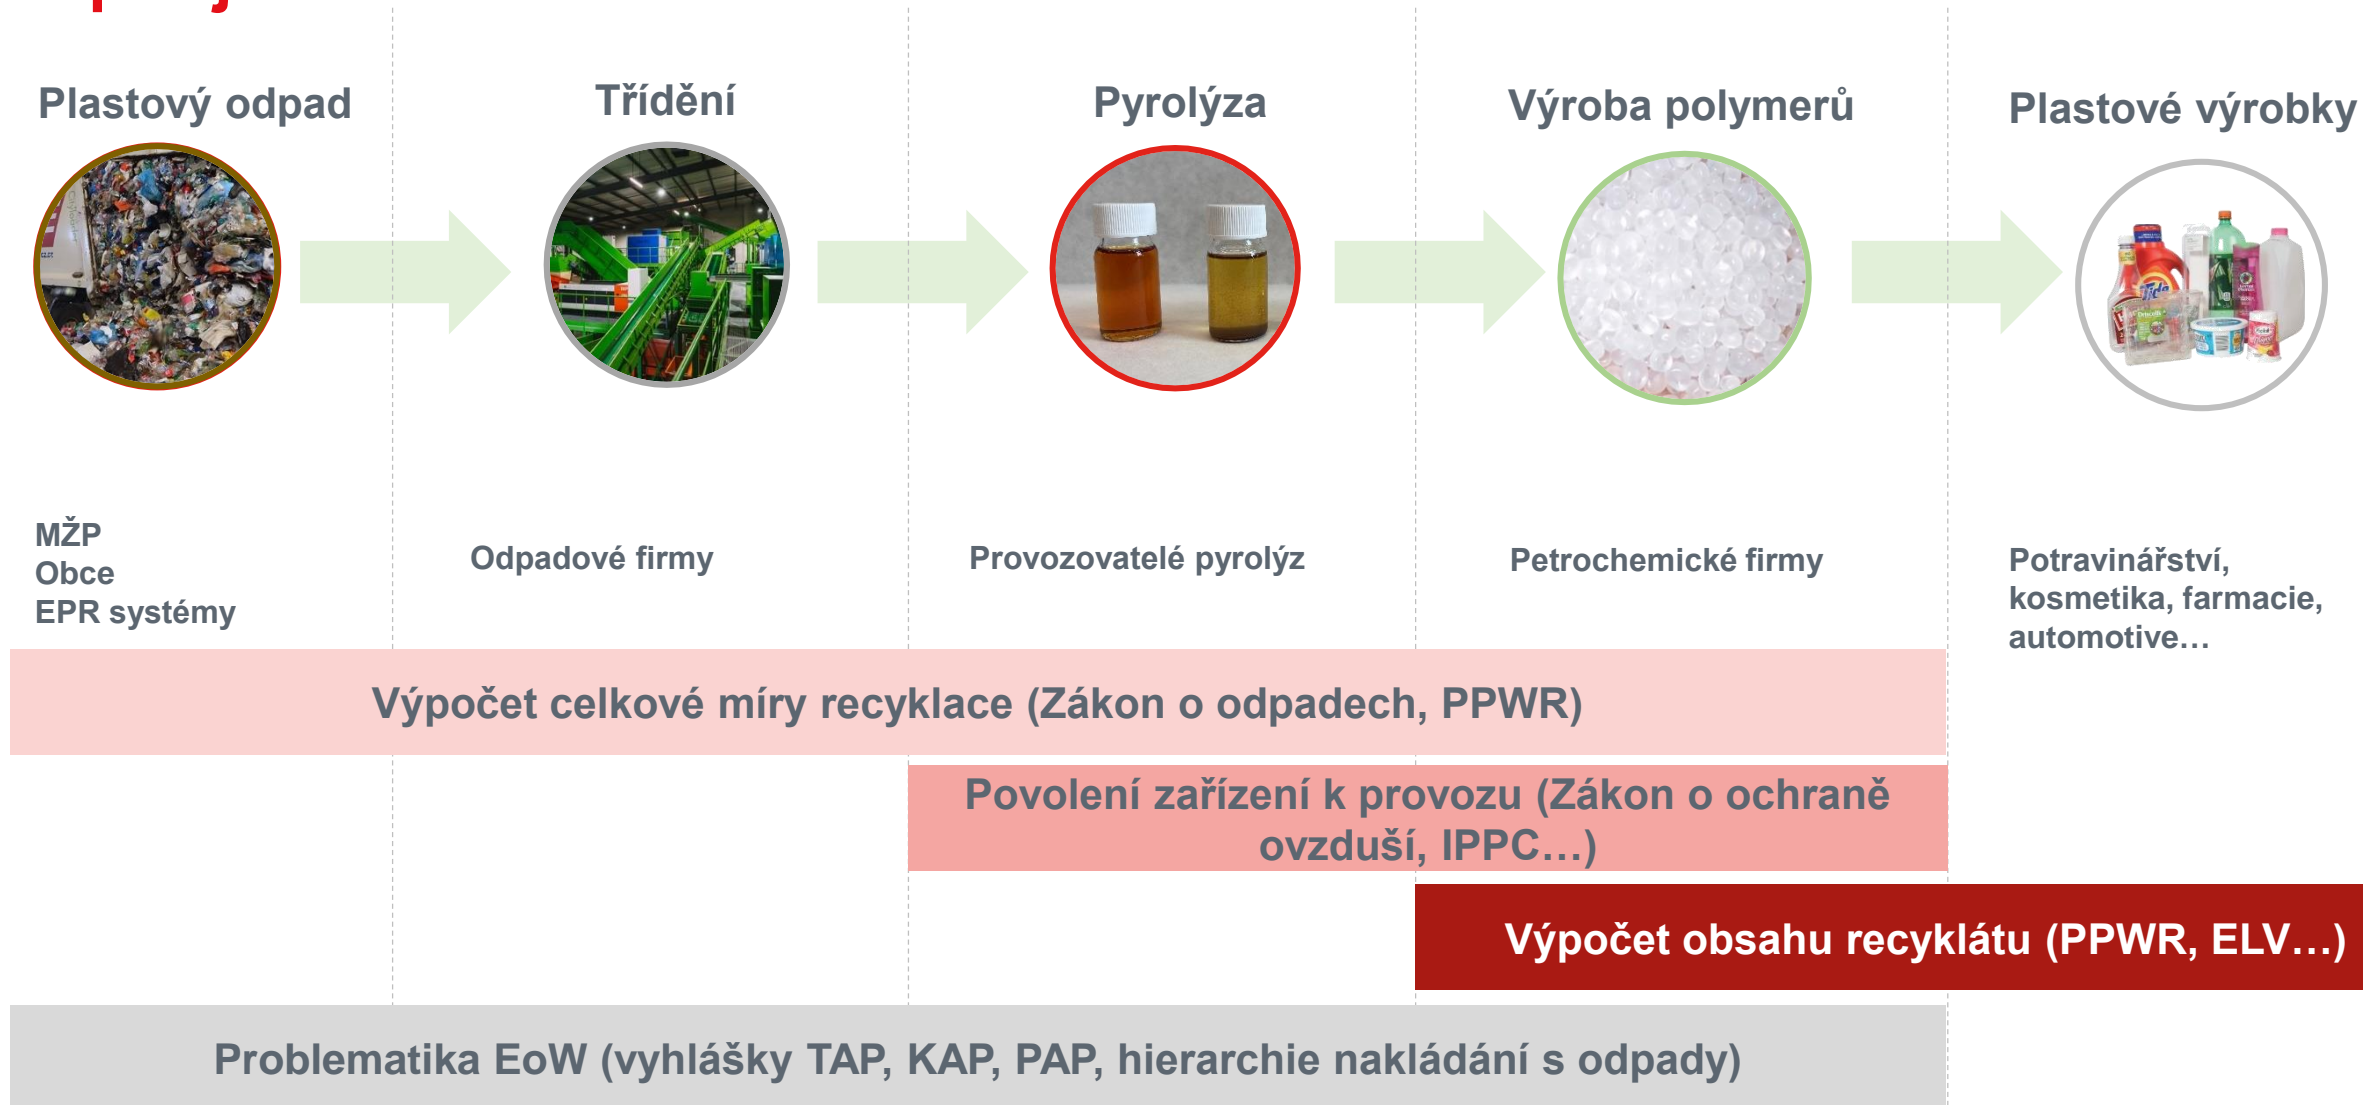 Plastový odpad
Třídění
Pyrolýza
Výroba polymerů
Plastové výrobky
Tide
MŽP
Obce
EPR systémy
Odpadové firmy
Provozovatelé pyrolýz
Petrochemické firmy
Potravinářství,
kosmetika, farmacie,
automotive…
Výpočet celkové míry recyklace (Zákon o odpadech, PPWR)
Povolení zařízení k provozu (Zákon o ochraně
ovzduší, IPPC…)
Výpočet obsahu recyklátu (PPWR, ELV…)
Problematika EoW (vyhlášky TAP, KAP, PAP, hierarchie nakládání s odpady)